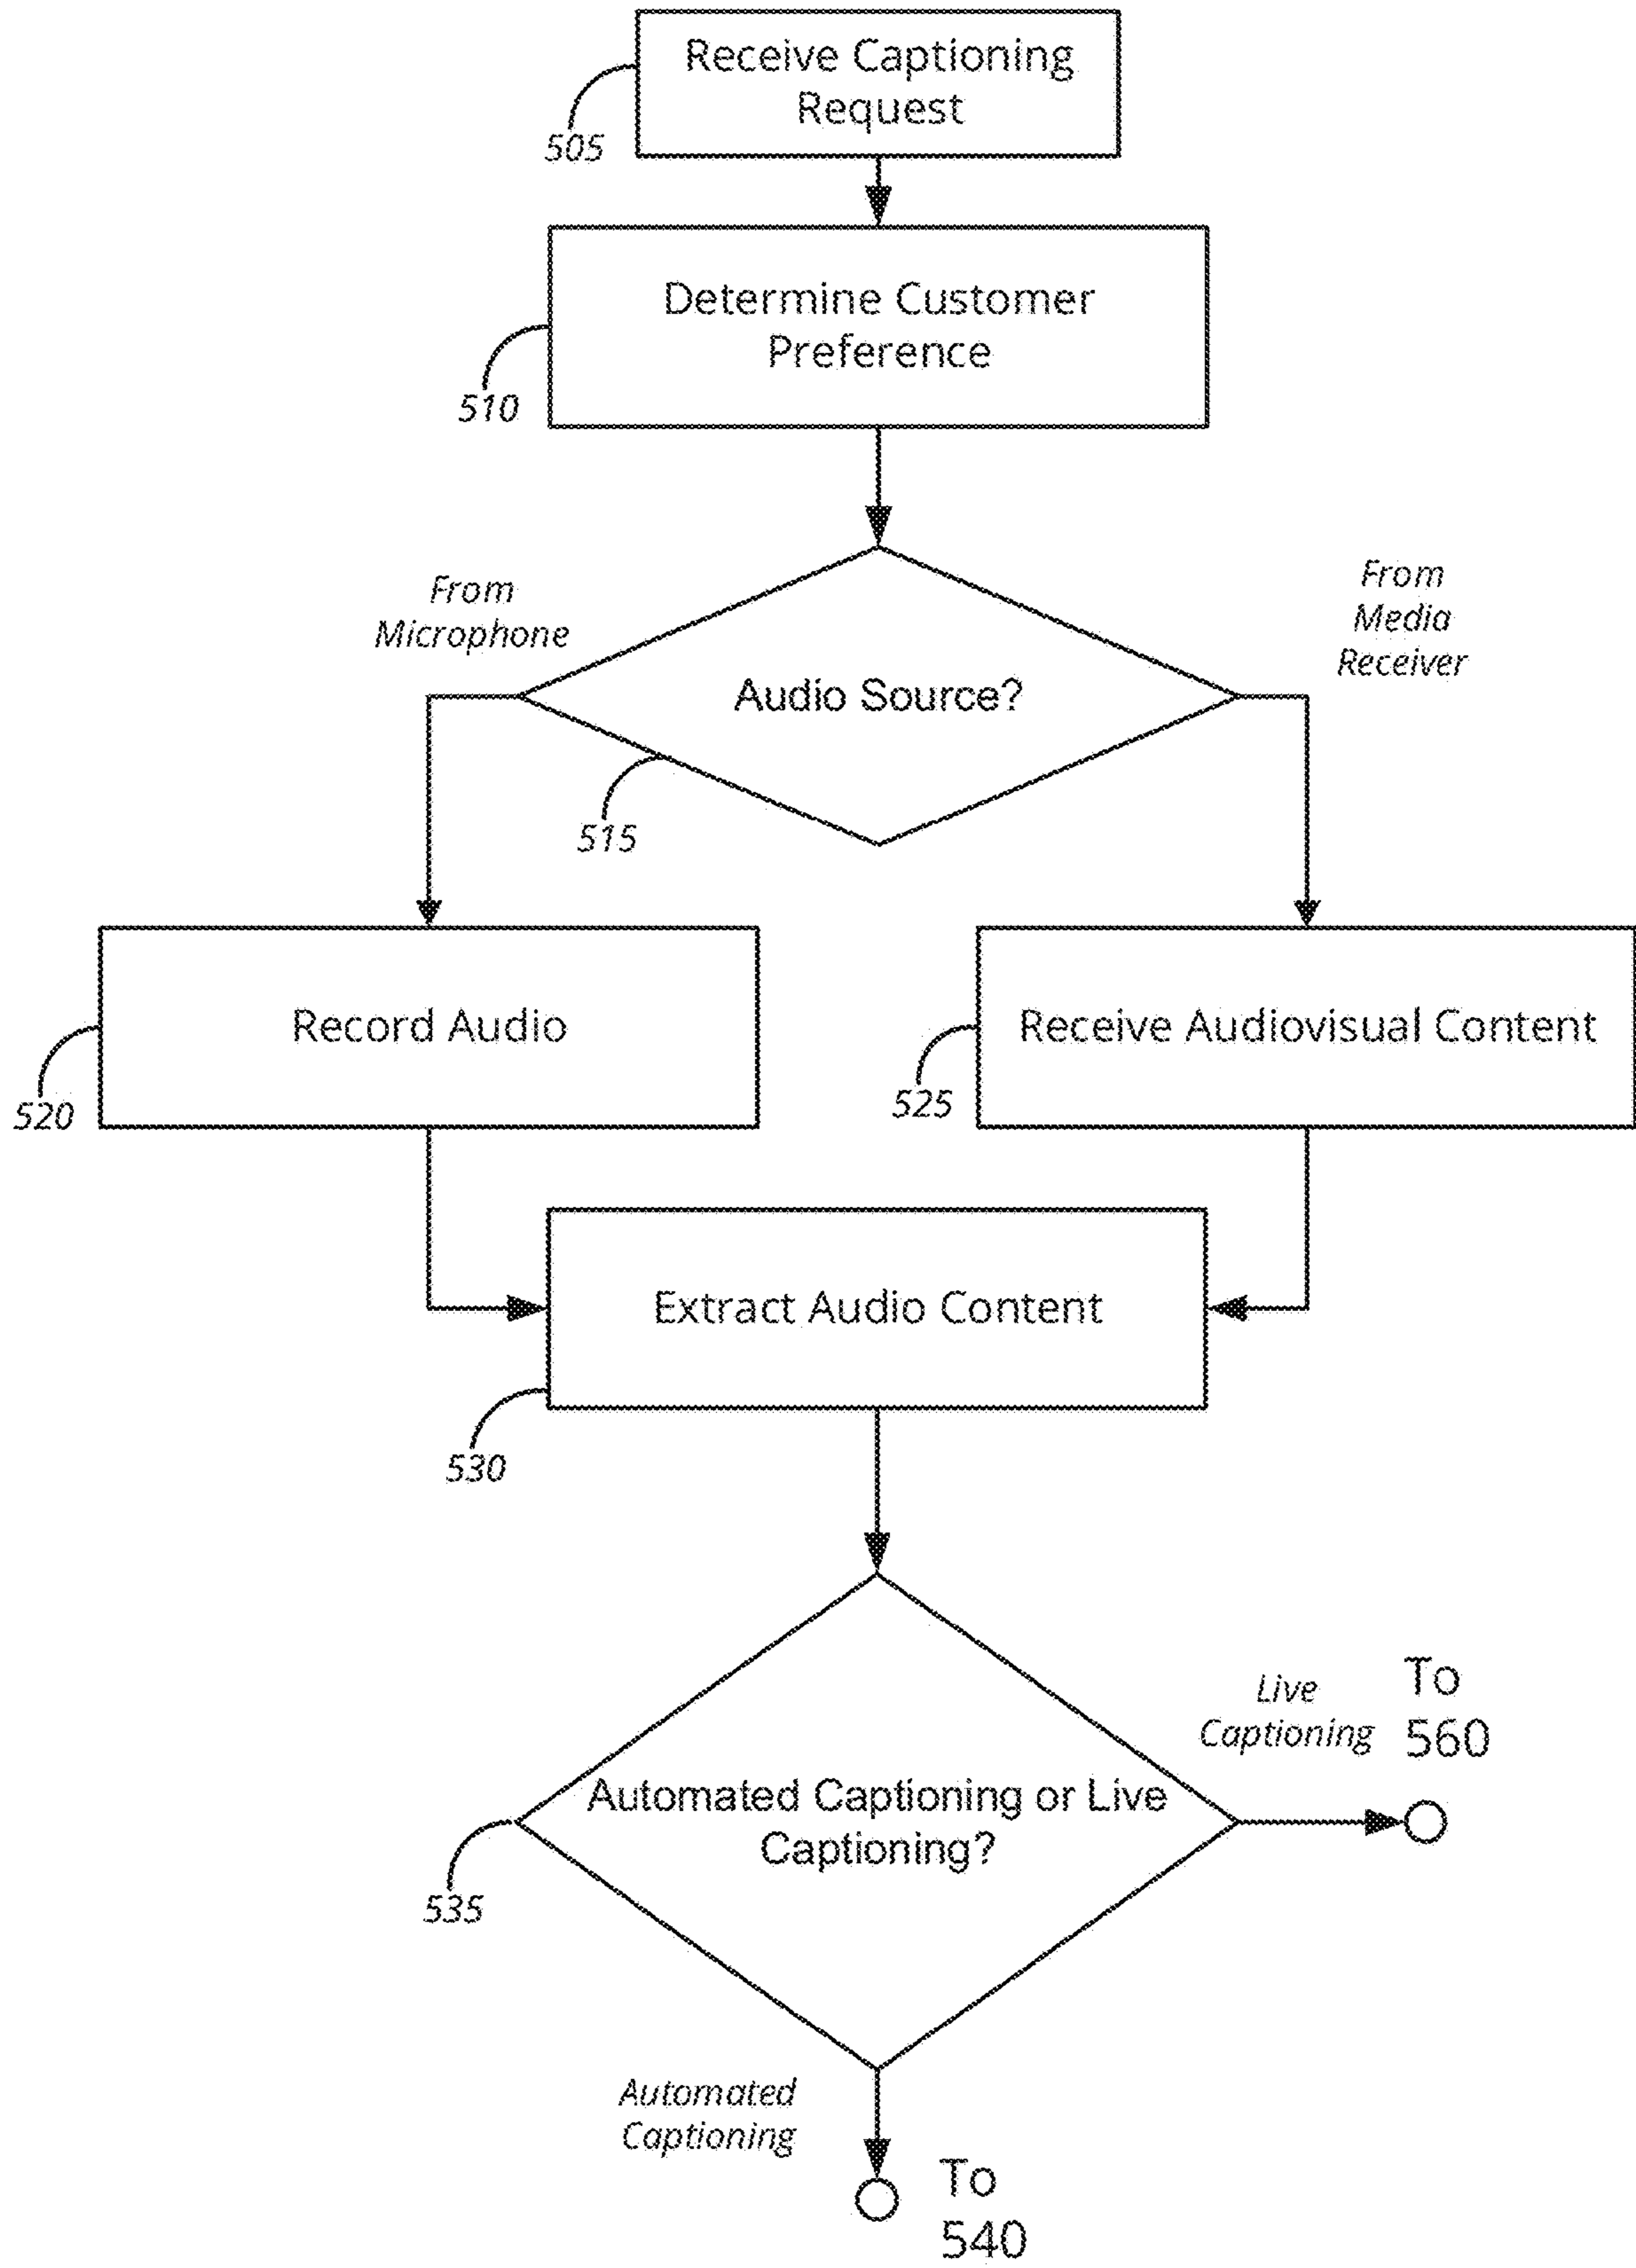 Receive Captioning
Request
505
Determine Customer
Preference
510
From
Microphone
From
Media
Receiver
Audio Source?
515
Record Audio
520
Receive Audiovisual Content
525
Extract Audio Content
530
Live
Captioning
To
560
Automated Captioning or Live
Captioning?
535
Automated
Captioning
To
540